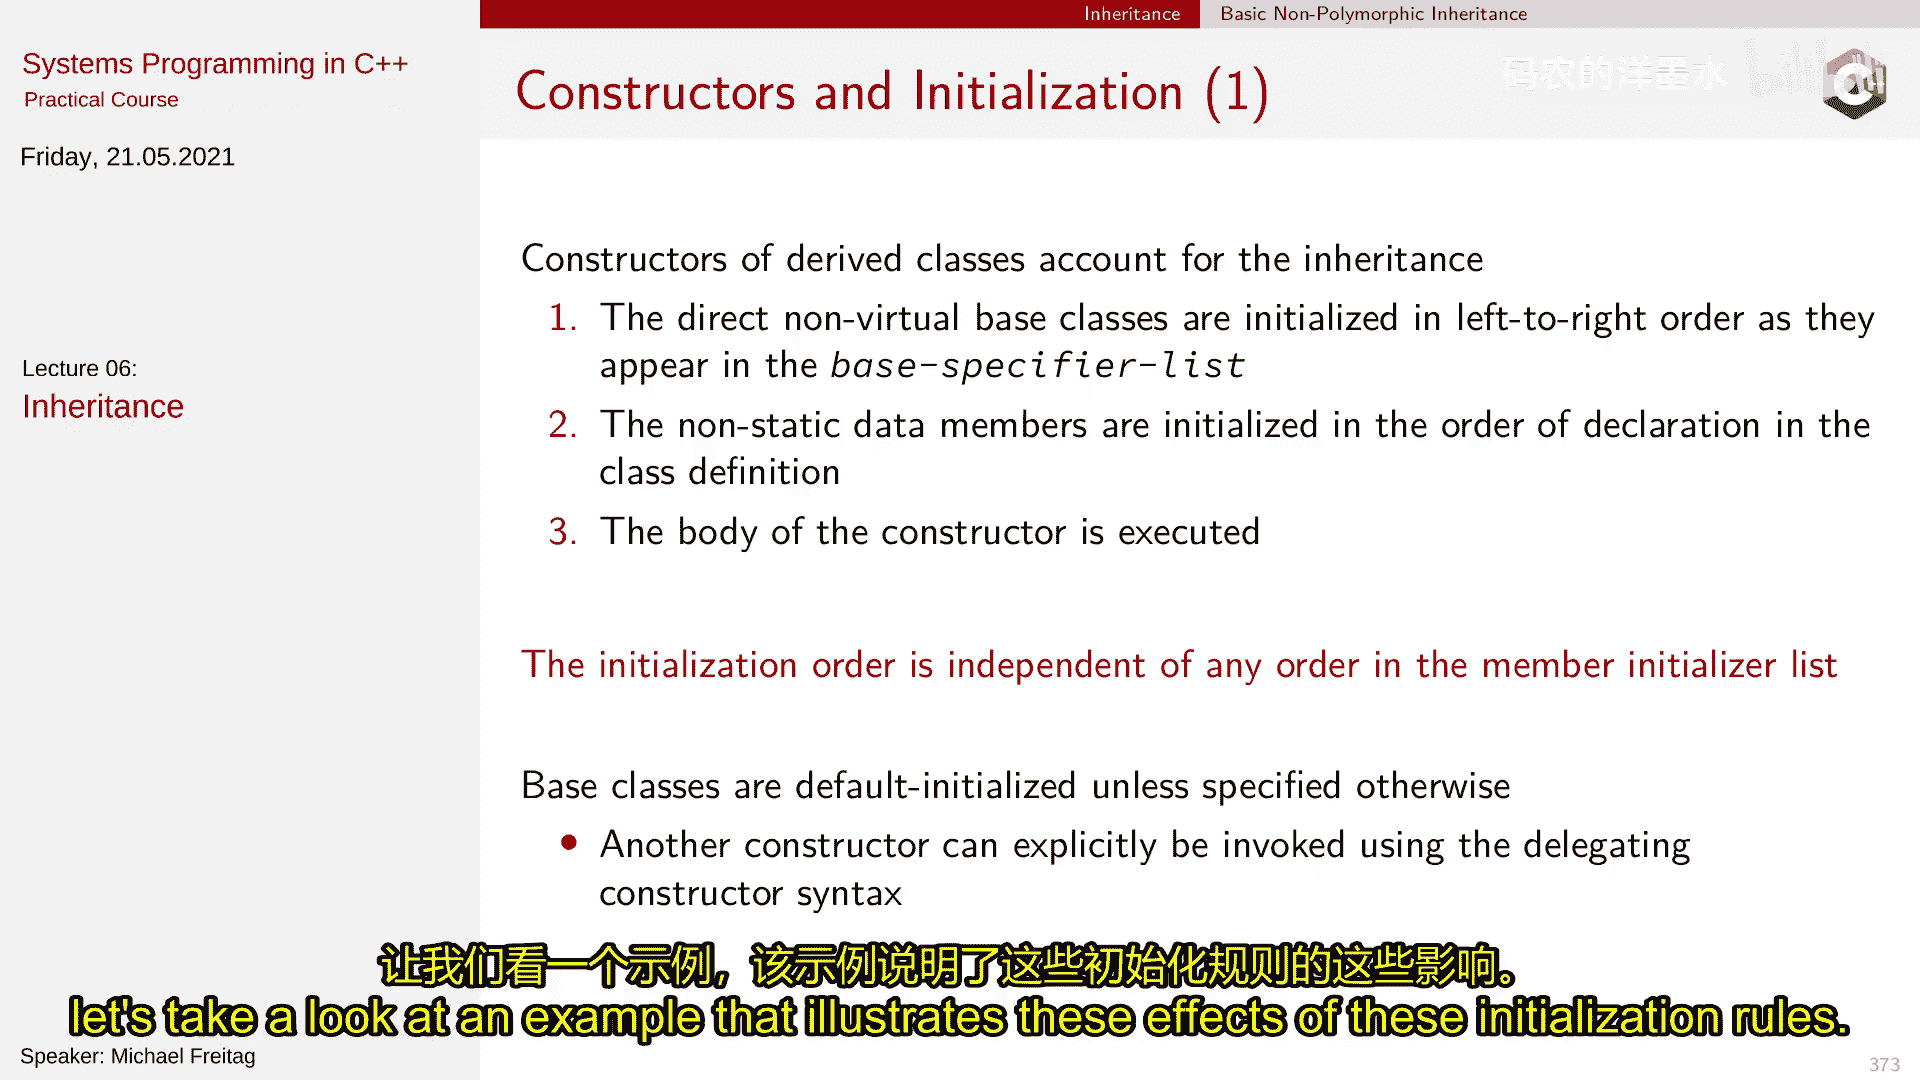 Inheritance
Basic Non-Polymorphic Inheritance
Systems Programming in C++
Practical Course
Friday, 21.05.2021
Lecture 06:
Inheritance
Constructors and Initialization (1)
码农的洋墨水
Constructors of derived classes account for the inheritance
1. The direct non-virtual base classes are initialized in left-to-right order as they
appear in the base-specifier-list
2. The non-static data members are initialized in the order of declaration in the
class definition
3. The body of the constructor is executed
The initialization order is independent of any order in the member initializer list
Base classes are default-initialized unless specified otherwise
• Another constructor can explicitly be invoked using the delegating
constructor syntax
让我们看一个示例，该示例说明了这些初始化规则的这些影响。
let's take a look at an example that illustrates these effects of these initialization rules.
Speaker: Michael Freitag
373